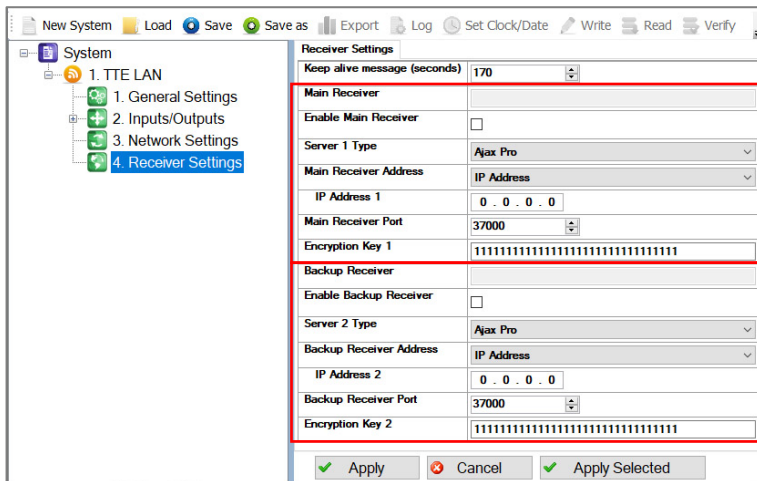 New System Load Save Save as Export Log Set Clock/Date Write Read Verify
System
1. TTE LAN
1. General Settings
2. Inputs/Outputs
3. Network Settings
4. Receiver Settings
Receiver Settings
Keep alive message (seconds) 170
Main Receiver
Enable Main Receiver
Server 1 Type Ajax Pro
Main Receiver Address IP Address
IP Address 1 0 . 0 . 0 . 0
Main Receiver Port 37000
Encryption Key 1 11111111111111111111111111111111
Backup Receiver
Enable Backup Receiver
Server 2 Type Ajax Pro
Backup Receiver Address IP Address
IP Address 2 0 . 0 . 0 . 0
Backup Receiver Port 37000
Encryption Key 2 11111111111111111111111111111111
Apply Cancel Apply Selected